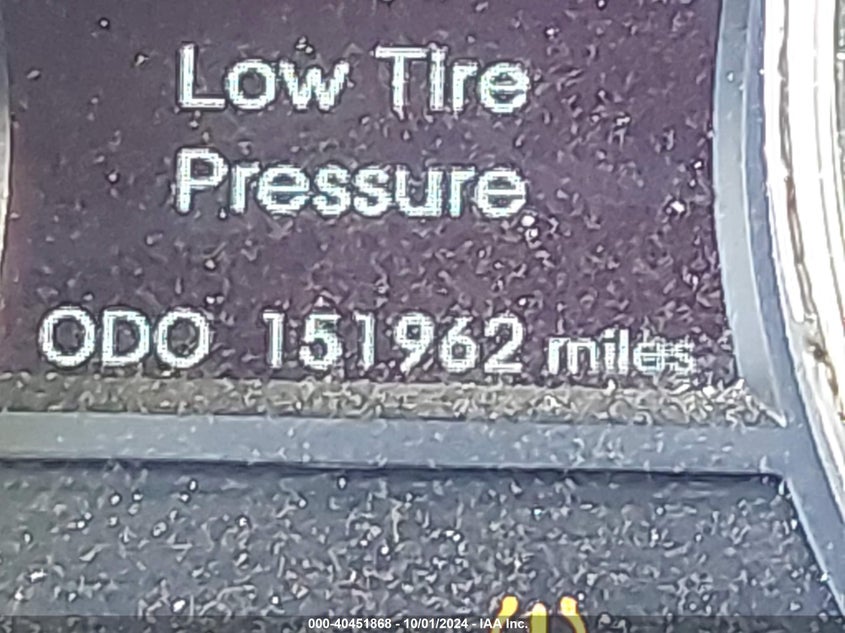 Low Tire
Pressure
ODO 151962 miles
000-40451868 - 10/01/2024 - IAA Inc.